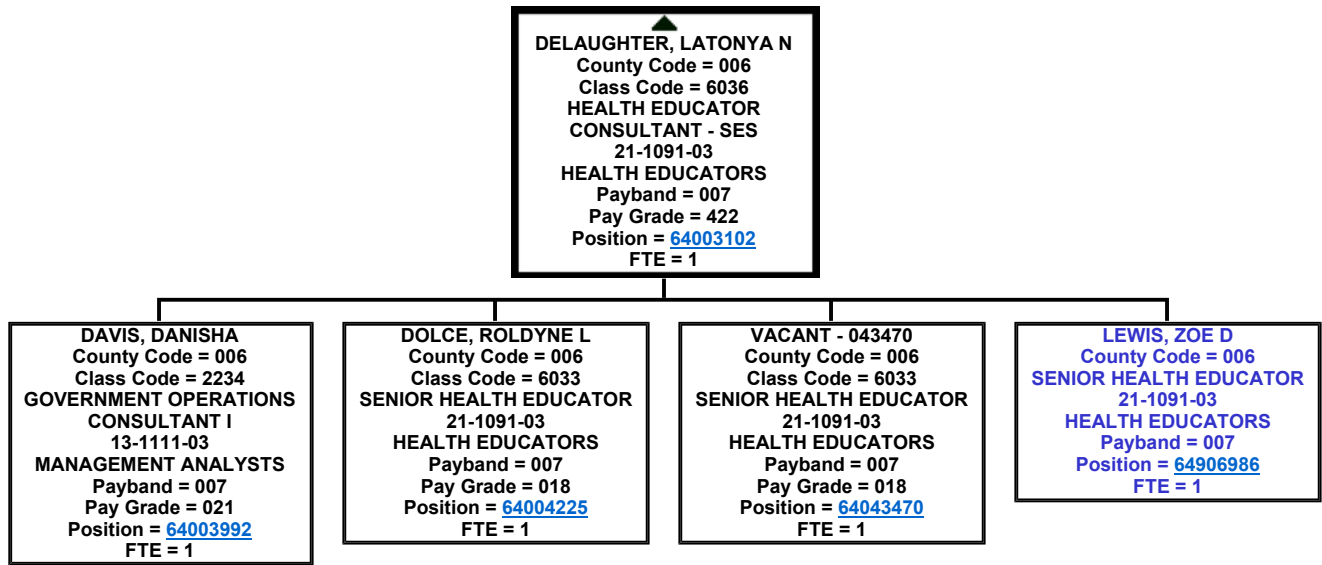 DELAUGHTER, LATONYA N
County Code = 006
Class Code = 6036
HEALTH EDUCATOR
CONSULTANT - SES
21-1091-03
HEALTH EDUCATORS
Payband = 007
Pay Grade = 422
Position = 64003102
FTE = 1
DAVIS, DANISHA
County Code = 006
Class Code = 2234
GOVERNMENT OPERATIONS
CONSULTANT I
13-1111-03
MANAGEMENT ANALYSTS
Payband = 007
Pay Grade = 021
Position = 64003992
FTE = 1
DOLCE, ROLDYNE L
County Code = 006
Class Code = 6033
SENIOR HEALTH EDUCATOR
21-1091-03
HEALTH EDUCATORS
Payband = 007
Pay Grade = 018
Position = 64004225
FTE = 1
VACANT - 043470
County Code = 006
Class Code = 6033
SENIOR HEALTH EDUCATOR
21-1091-03
HEALTH EDUCATORS
Payband = 007
Pay Grade = 018
Position = 64043470
FTE = 1
LEWIS, ZOE D
County Code = 006
SENIOR HEALTH EDUCATOR
21-1091-03
HEALTH EDUCATORS
Payband = 007
Position = 64906986
FTE = 1